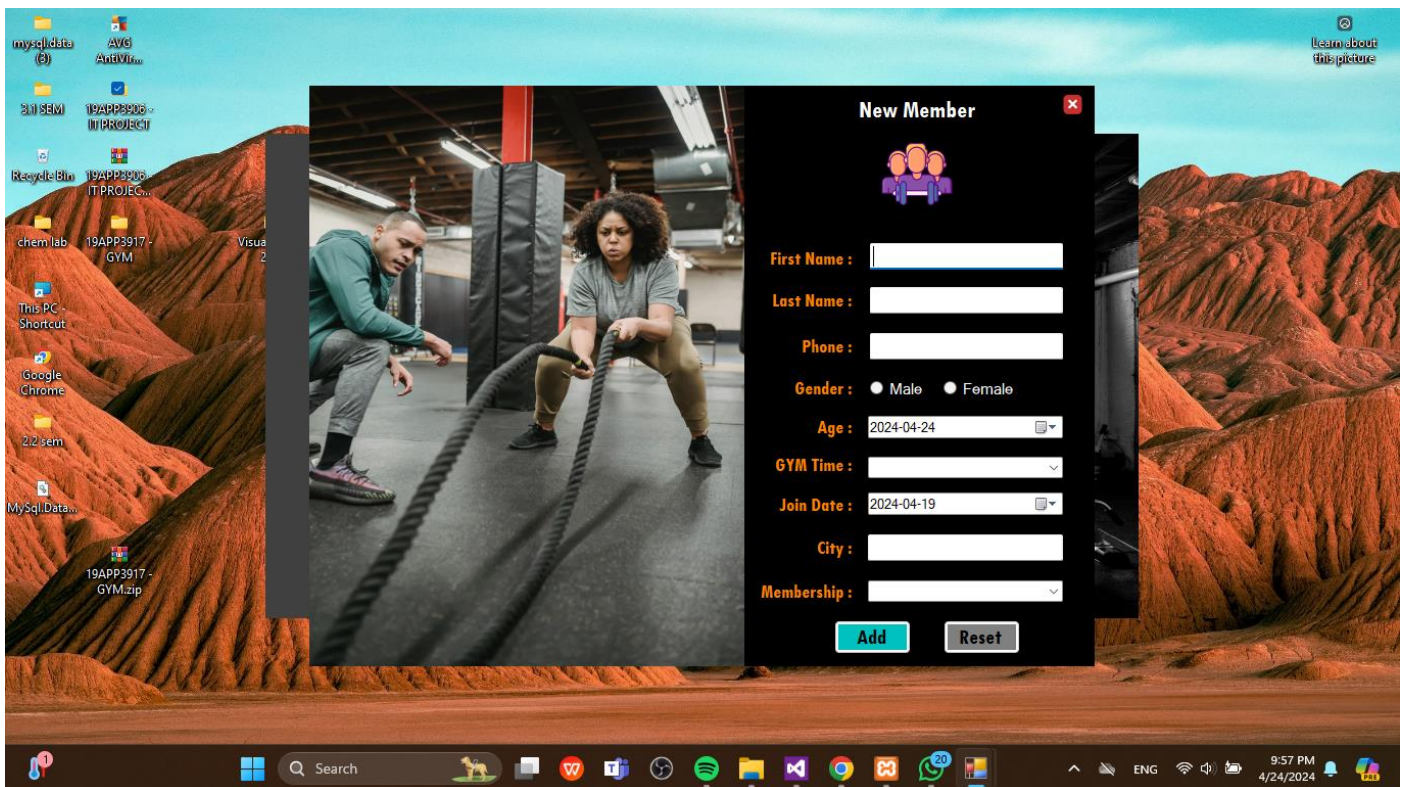 mysql.data
(3)
AVG
AntiVir...
3.1 SEM
19APP3906 -
IT PROJECT
Recycle Bin
19APP3906 -
IT PROJEC...
chem lab
19APP3917 -
GYM
Visua
2
This PC -
Shortcut
Google
Chrome
2.2 sem
MySql.Data...
19APP3917 -
GYM.zip
Learn about
this picture
New Member
First Name :
Last Name :
Phone :
Gender : Male Female
Age : 2024-04-24
GYM Time :
Join Date : 2024-04-19
City :
Membership :
Add Reset
1
Search
20
ENG
9:57 PM
4/24/2024
PRE